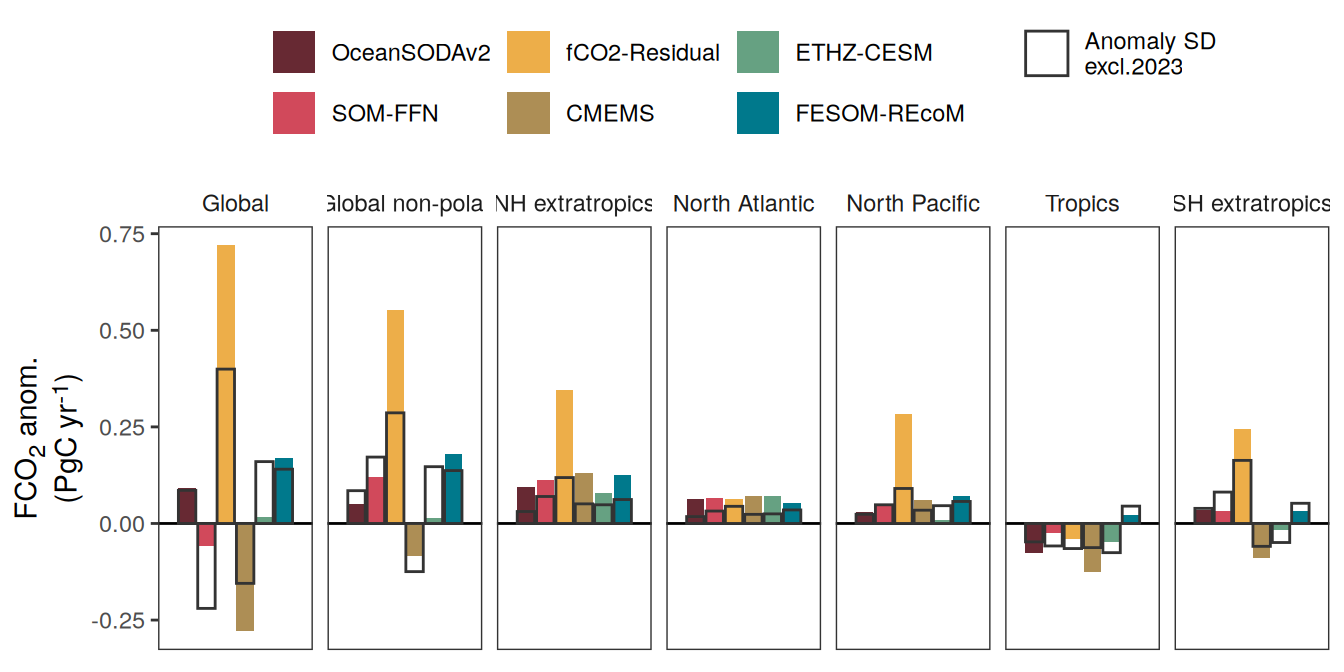 OceanSODAv2 fCO2-Residual ETHZ-CESM Anomaly SD
excl.2023
SOM-FFN CMEMS FESOM-REcoM
Global Global non-pola NH extratropics North Atlantic North Pacific Tropics SH extratropics
FCO2 anom.
(PgC yr-1)
0.75
0.50
0.25
0.00
-0.25